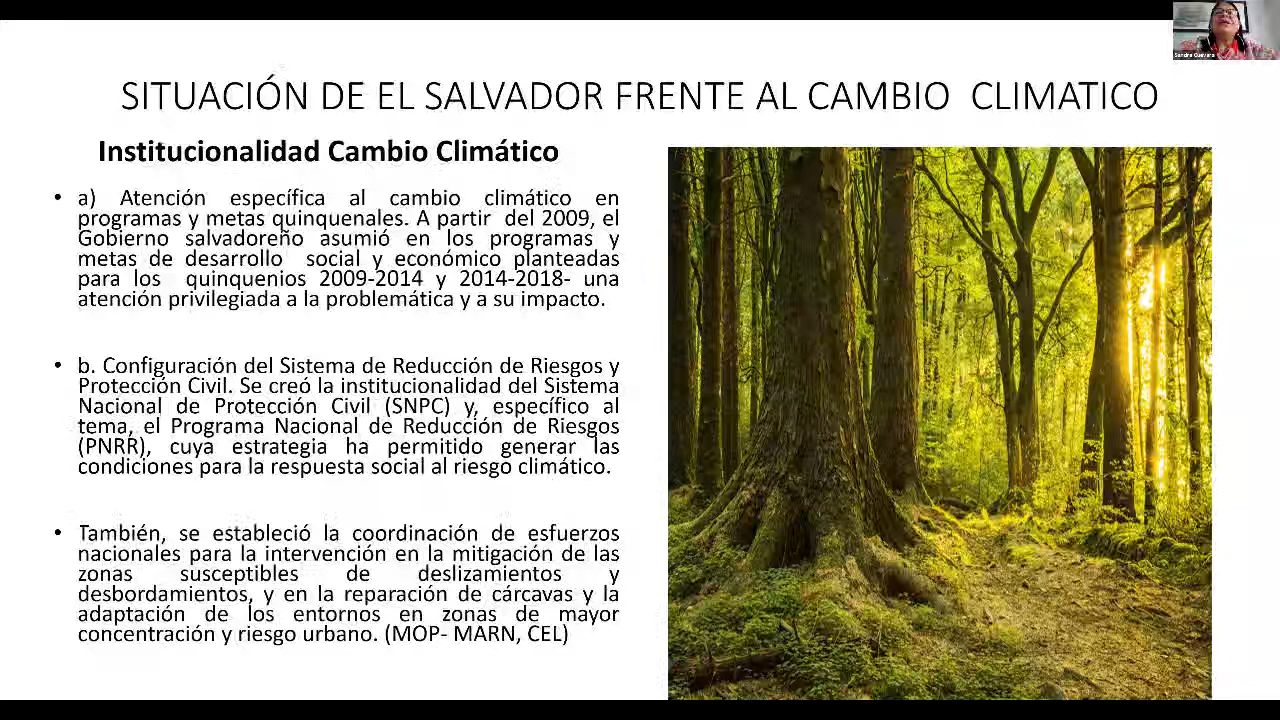 Sandra Guevara
SITUACIÓN DE EL SALVADOR FRENTE AL CAMBIO CLIMATICO
Institucionalidad Cambio Climático
• a) Atención específica al cambio climático en
programas y metas quinquenales. A partir del 2009, el
Gobierno salvadoreño asumió en los programas y
metas de desarrollo social y económico planteadas
para los quinquenios 2009-2014 y 2014-2018- una
atención privilegiada a la problemática y a su impacto.
• b. Configuración del Sistema de Reducción de Riesgos y
Protección Civil. Se creó la institucionalidad del Sistema
Nacional de Protección Civil (SNPC) y, específico al
tema, el Programa Nacional de Reducción de Riesgos
(PNRR), cuya estrategia ha permitido generar las
condiciones para la respuesta social al riesgo climático.
• También, se estableció la coordinación de esfuerzos
nacionales para la intervención en la mitigación de las
zonas susceptibles de deslizamientos y
desbordamientos, y en la reparación de cárcavas y la
adaptación de los entornos en zonas de mayor
concentración y riesgo urbano. (MOP- MARN, CEL)